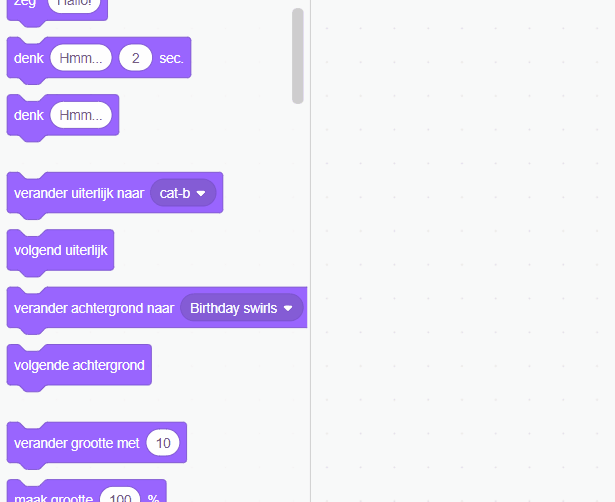 zeg Hallo!
denk Hmm... 2 sec.
denk Hmm...
verander uiterlijk naar cat-b
volgend uiterlijk
verander achtergrond naar Birthday swirls
volgende achtergrond
verander grootte met 10
maak grootte 100 %